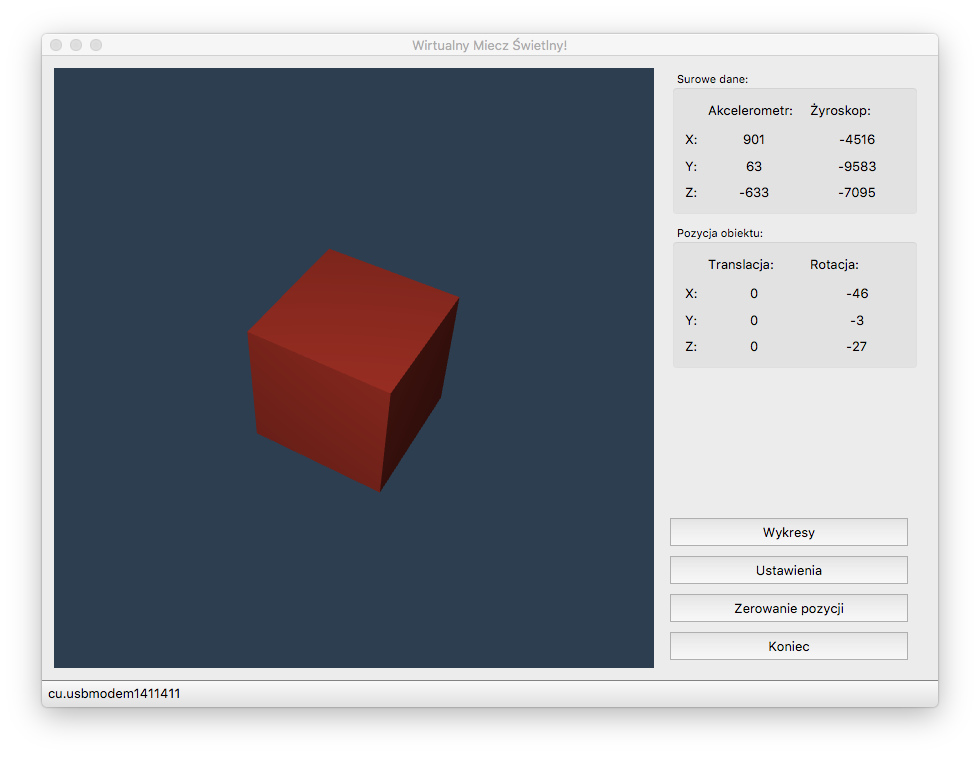 Wirtualny Miecz Świetlny!
Surowe dane:
Akcelerometr: Żyroskop:
X: 901 -4516
Y: 63 -9583
Z: -633 -7095
Pozycja obiektu:
Translacja: Rotacja:
X: 0 -46
Y: 0 -3
Z: 0 -27
Wykresy
Ustawienia
Zerowanie pozycji
Koniec
cu.usbmodem1411411